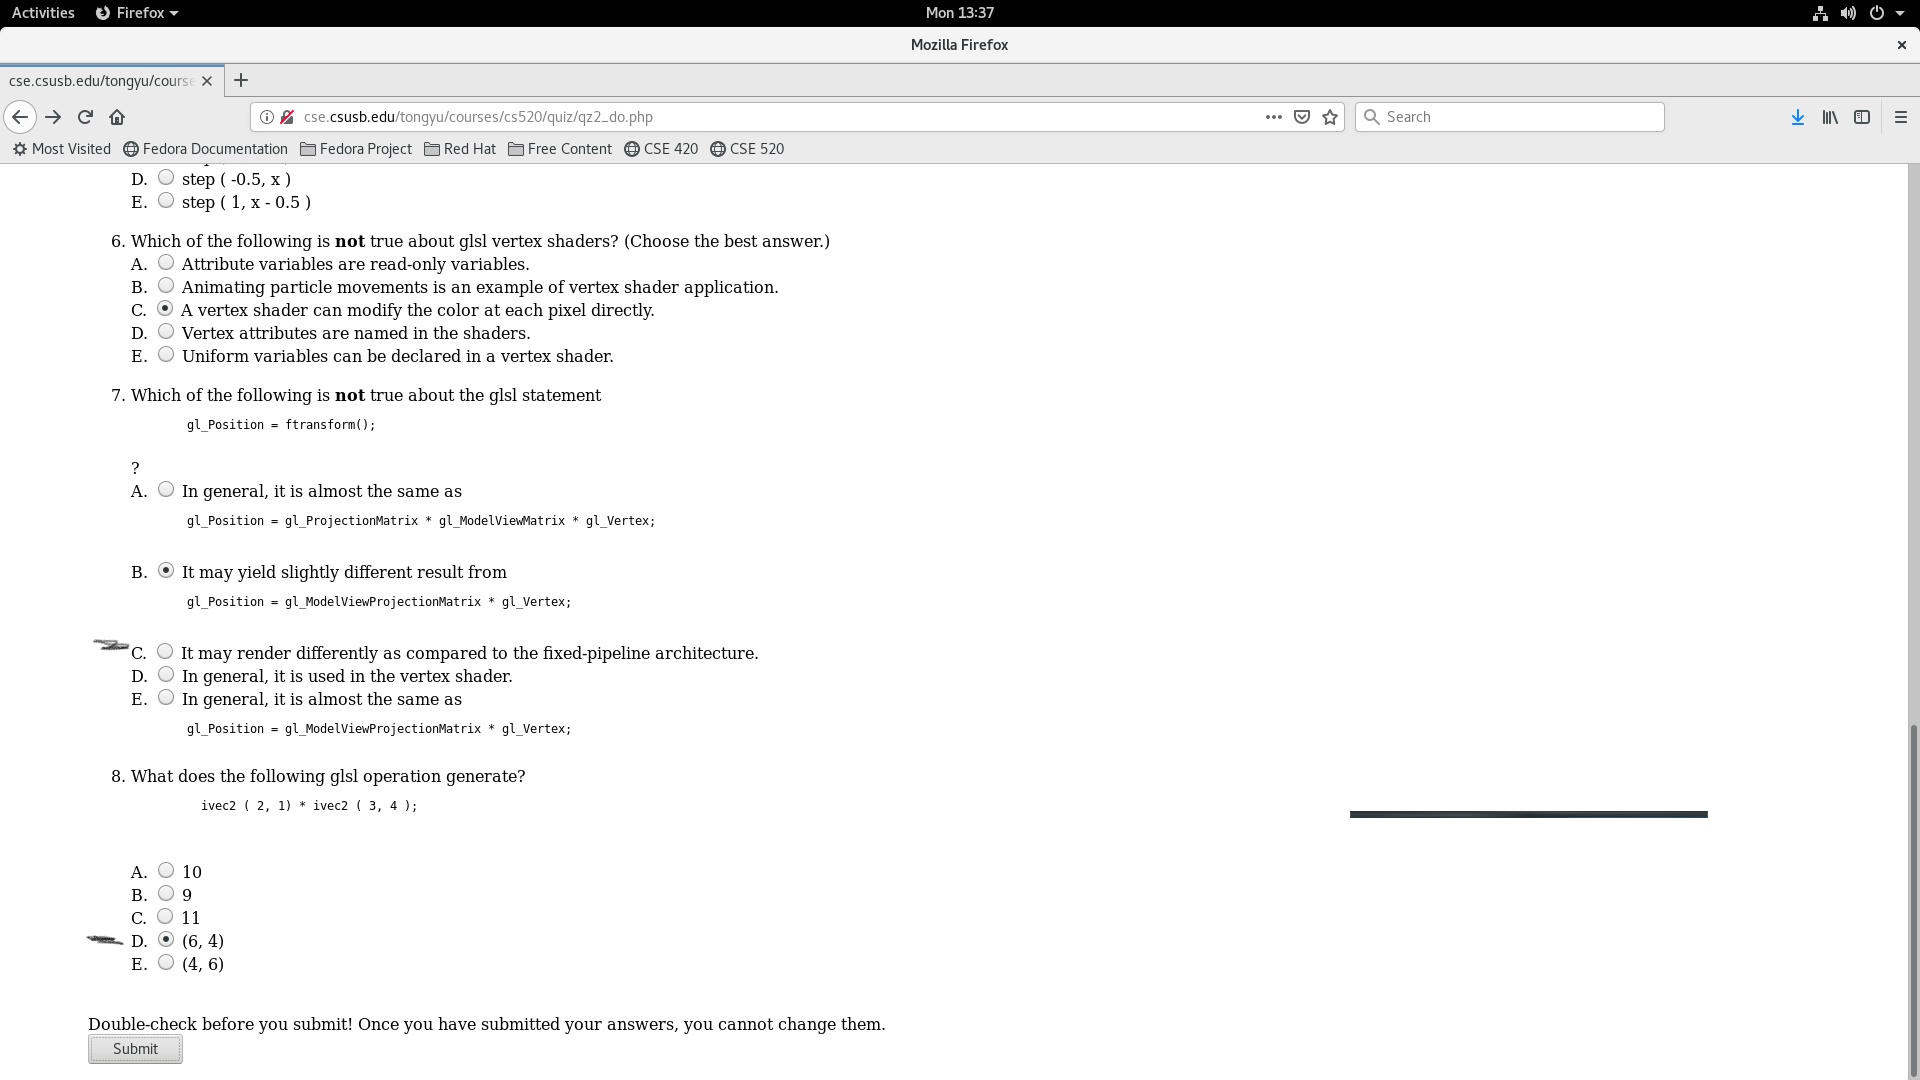 Activities Firefox Mon 13:37
Mozilla Firefox
cse.csusb.edu/tongyu/course
cse.csusb.edu/tongyu/courses/cs520/quiz/qz2_do.php Search
Most Visited Fedora Documentation Fedora Project Red Hat Free Content CSE 420 CSE 520
D. step ( -0.5, x )
E. step ( 1, x - 0.5 )
6. Which of the following is not true about glsl vertex shaders? (Choose the best answer.)
A. Attribute variables are read-only variables.
B. Animating particle movements is an example of vertex shader application.
C. A vertex shader can modify the color at each pixel directly.
D. Vertex attributes are named in the shaders.
E. Uniform variables can be declared in a vertex shader.
7. Which of the following is not true about the glsl statement
gl_Position = ftransform();
?
A. In general, it is almost the same as
gl_Position = gl_ProjectionMatrix * gl_ModelViewMatrix * gl_Vertex;
B. It may yield slightly different result from
gl_Position = gl_ModelViewProjectionMatrix * gl_Vertex;
C. It may render differently as compared to the fixed-pipeline architecture.
D. In general, it is used in the vertex shader.
E. In general, it is almost the same as
gl_Position = gl_ModelViewProjectionMatrix * gl_Vertex;
8. What does the following glsl operation generate?
ivec2 ( 2, 1) * ivec2 ( 3, 4 );
A. 10
B. 9
C. 11
D. (6, 4)
E. (4, 6)
Double-check before you submit! Once you have submitted your answers, you cannot change them.
Submit